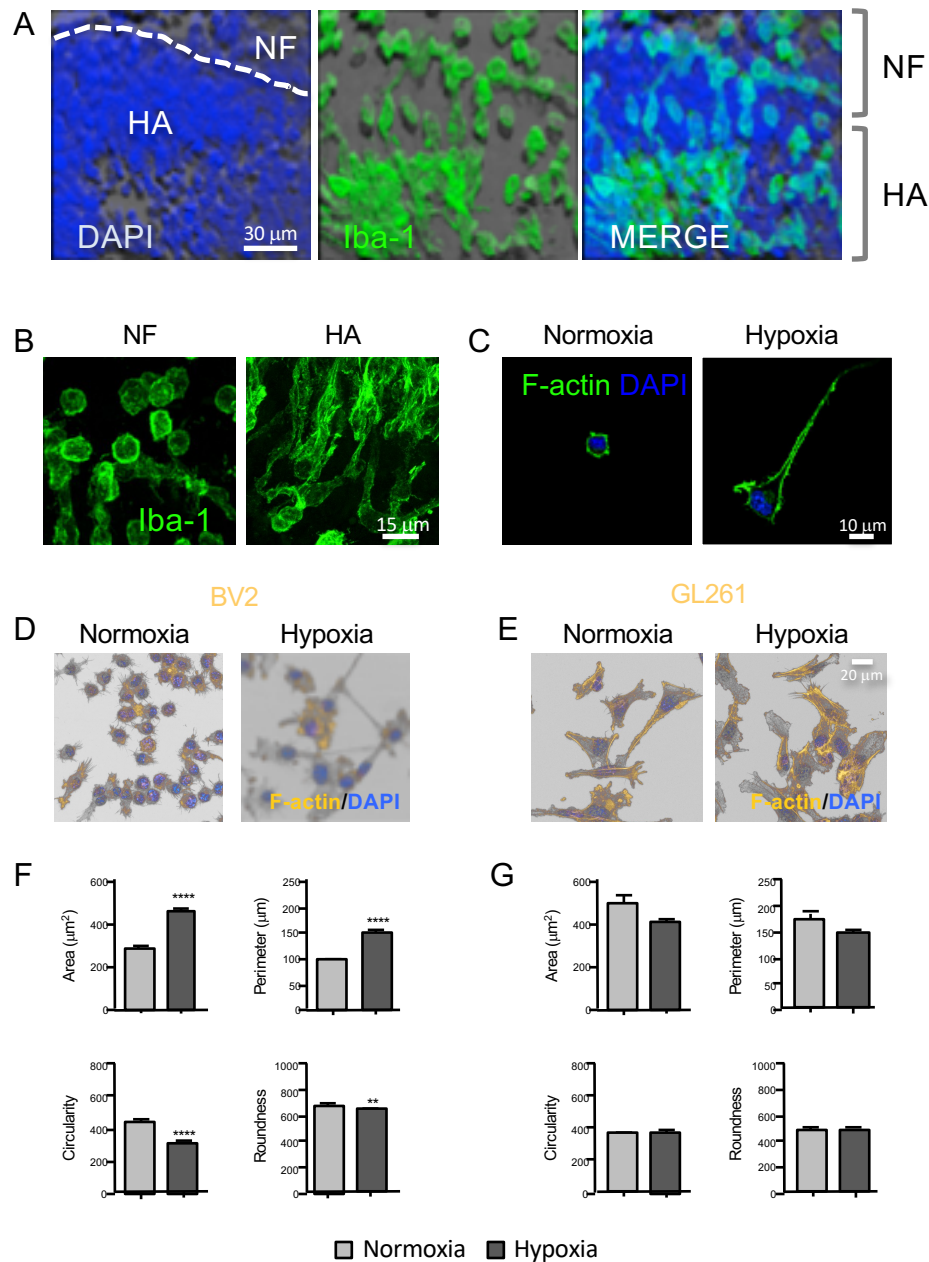 A
NF
HA
DAPI
30 μm
Iba-1
MERGE
NF
HA
B
NF
HA
Iba-1
15 μm
C
Normoxia
Hypoxia
F-actin DAPI
10 μm
BV2
D
Normoxia
Hypoxia
F-actin/DAPI
GL261
E
Normoxia
Hypoxia
20 μm
F-actin/DAPI
F
Area (μm²)
600
400
200
0
****
Perimeter (μm)
250
200
150
100
50
0
****
Circularity
800
600
400
200
0
****
Roundness
1000
800
600
400
200
0
**
G
Area (μm²)
600
400
200
0
Perimeter (μm)
250
200
150
100
50
0
Circularity
800
600
400
200
0
Roundness
1000
800
600
400
200
0
Normoxia Hypoxia